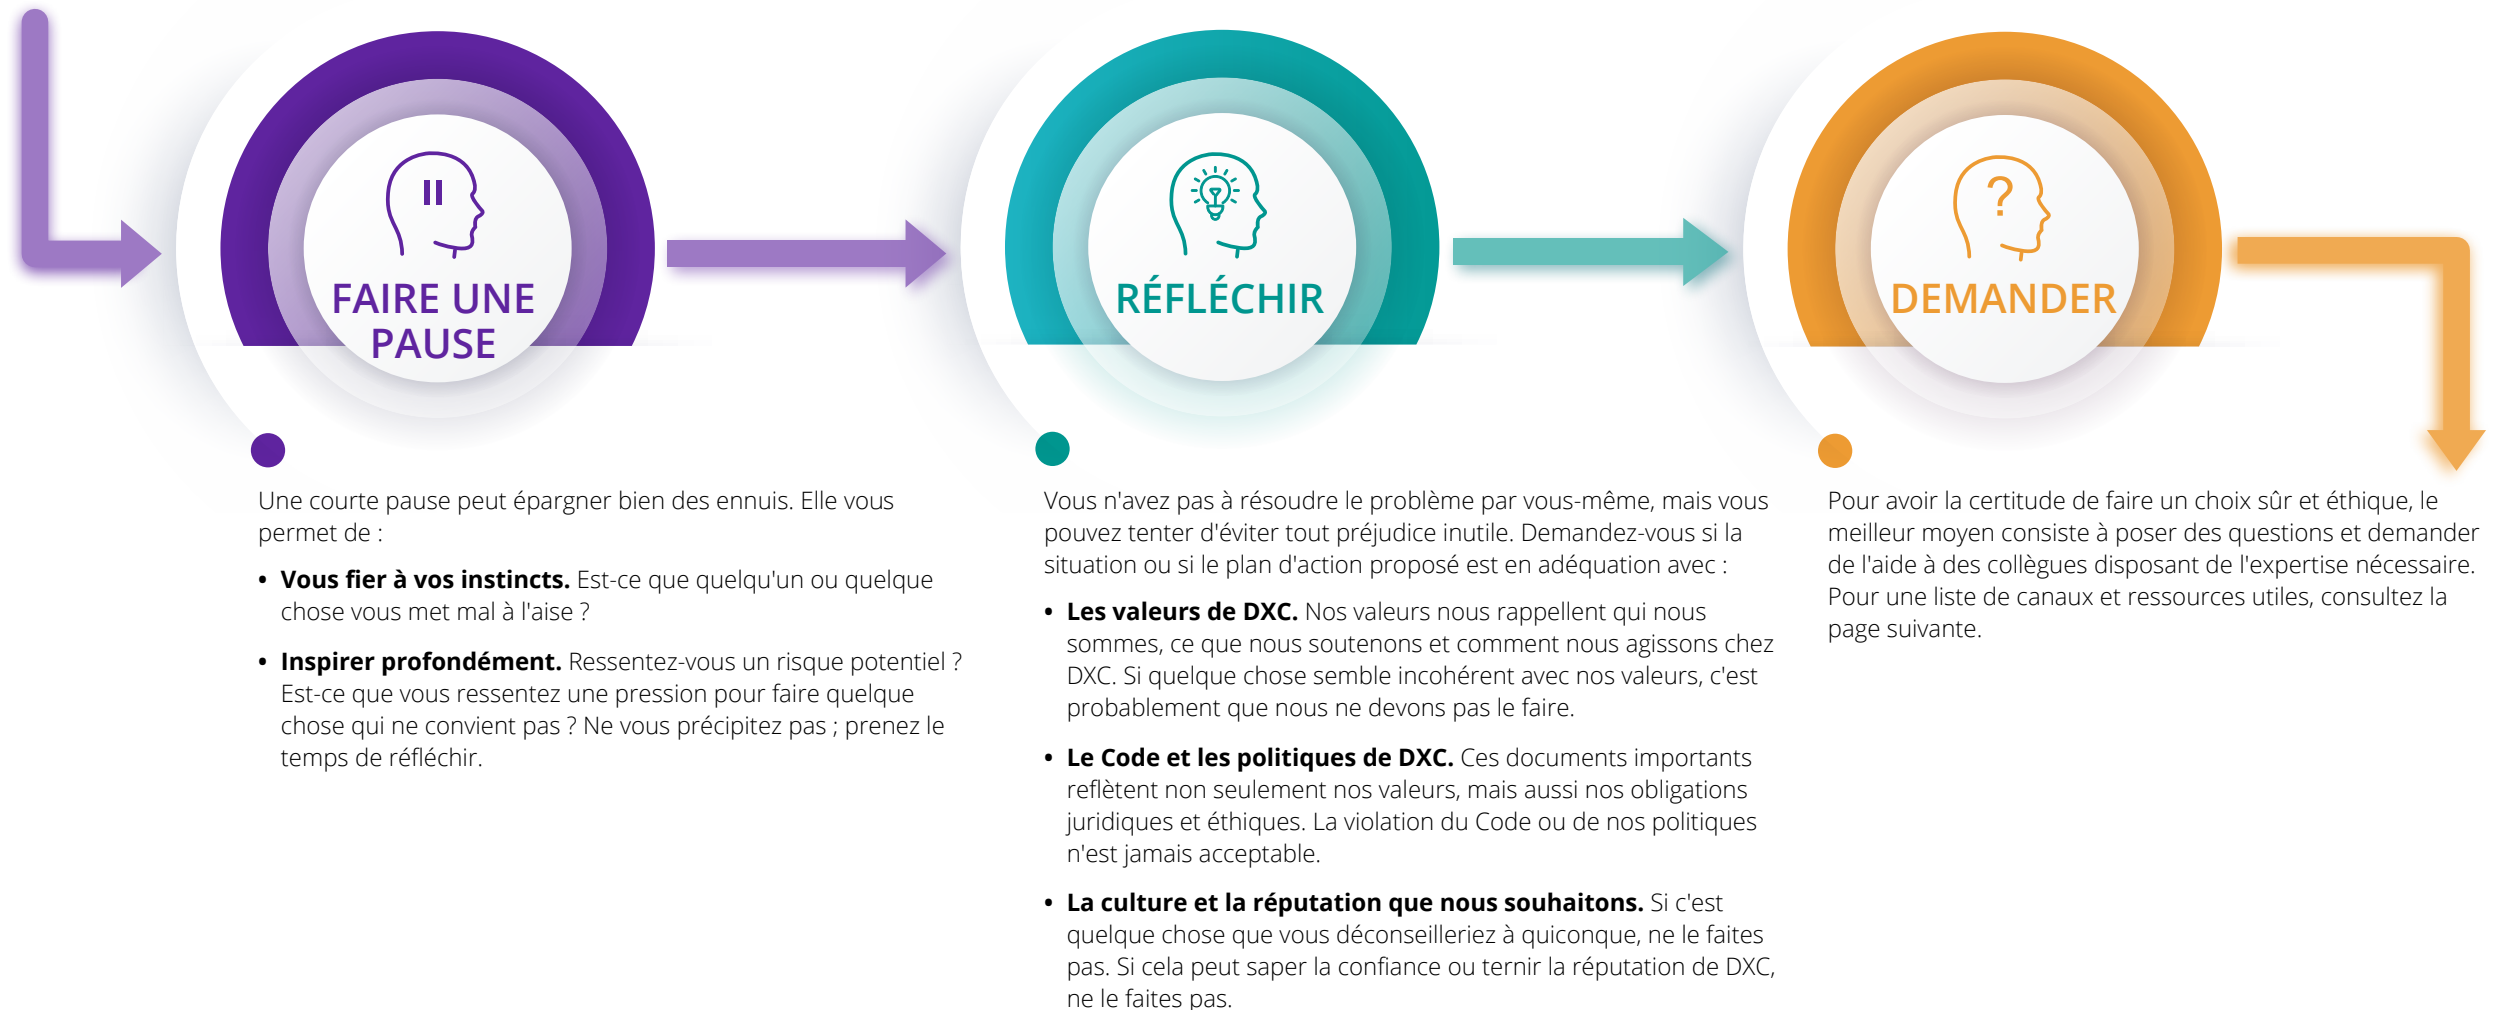 FAIRE UNE
PAUSE
Une courte pause peut épargner bien des ennuis. Elle vous
permet de :
• Vous fier à vos instincts. Est-ce que quelqu'un ou quelque
chose vous met mal à l'aise ?
• Inspirer profondément. Ressentez-vous un risque potentiel ?
Est-ce que vous ressentez une pression pour faire quelque
chose qui ne convient pas ? Ne vous précipitez pas ; prenez le
temps de réfléchir.
RÉFLÉCHIR
Vous n'avez pas à résoudre le problème par vous-même, mais vous
pouvez tenter d'éviter tout préjudice inutile. Demandez-vous si la
situation ou si le plan d'action proposé est en adéquation avec :
• Les valeurs de DXC. Nos valeurs nous rappellent qui nous
sommes, ce que nous soutenons et comment nous agissons chez
DXC. Si quelque chose semble incohérent avec nos valeurs, c'est
probablement que nous ne devons pas le faire.
• Le Code et les politiques de DXC. Ces documents importants
reflètent non seulement nos valeurs, mais aussi nos obligations
juridiques et éthiques. La violation du Code ou de nos politiques
n'est jamais acceptable.
• La culture et la réputation que nous souhaitons. Si c'est
quelque chose que vous déconseilleriez à quiconque, ne le faites
pas. Si cela peut saper la confiance ou ternir la réputation de DXC,
ne le faites pas.
DEMANDER
?
Pour avoir la certitude de faire un choix sûr et éthique, le
meilleur moyen consiste à poser des questions et demander
de l'aide à des collègues disposant de l'expertise nécessaire.
Pour une liste de canaux et ressources utiles, consultez la
page suivante.